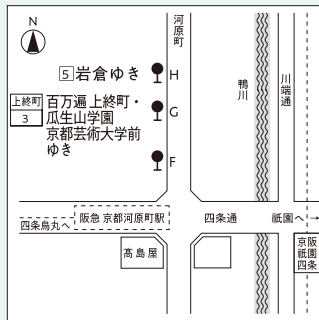 N
河原町
5 岩倉ゆき
H
上終町
3
百万遍 上終町・
瓜生山学園
京都芸術大学前
ゆき
G
F
鴨川
川端通
阪急 京都河原町駅
四条烏丸へ
四条通
祇園へ →
髙島屋
京阪
祇園
四条